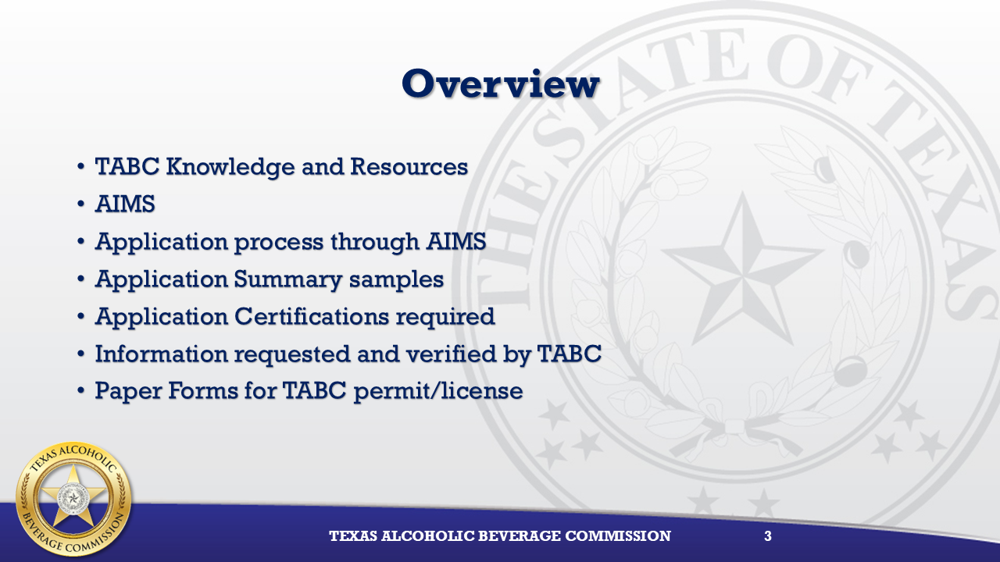 Overview
• TABC Knowledge and Resources
• AIMS
• Application process through AIMS
• Application Summary samples
• Application Certifications required
• Information requested and verified by TABC
• Paper Forms for TABC permit/license
THE STATE OF TEXAS
TEXAS ALCOHOLIC
BEVERAGE COMMISSION
TEXAS ALCOHOLIC BEVERAGE COMMISSION
3